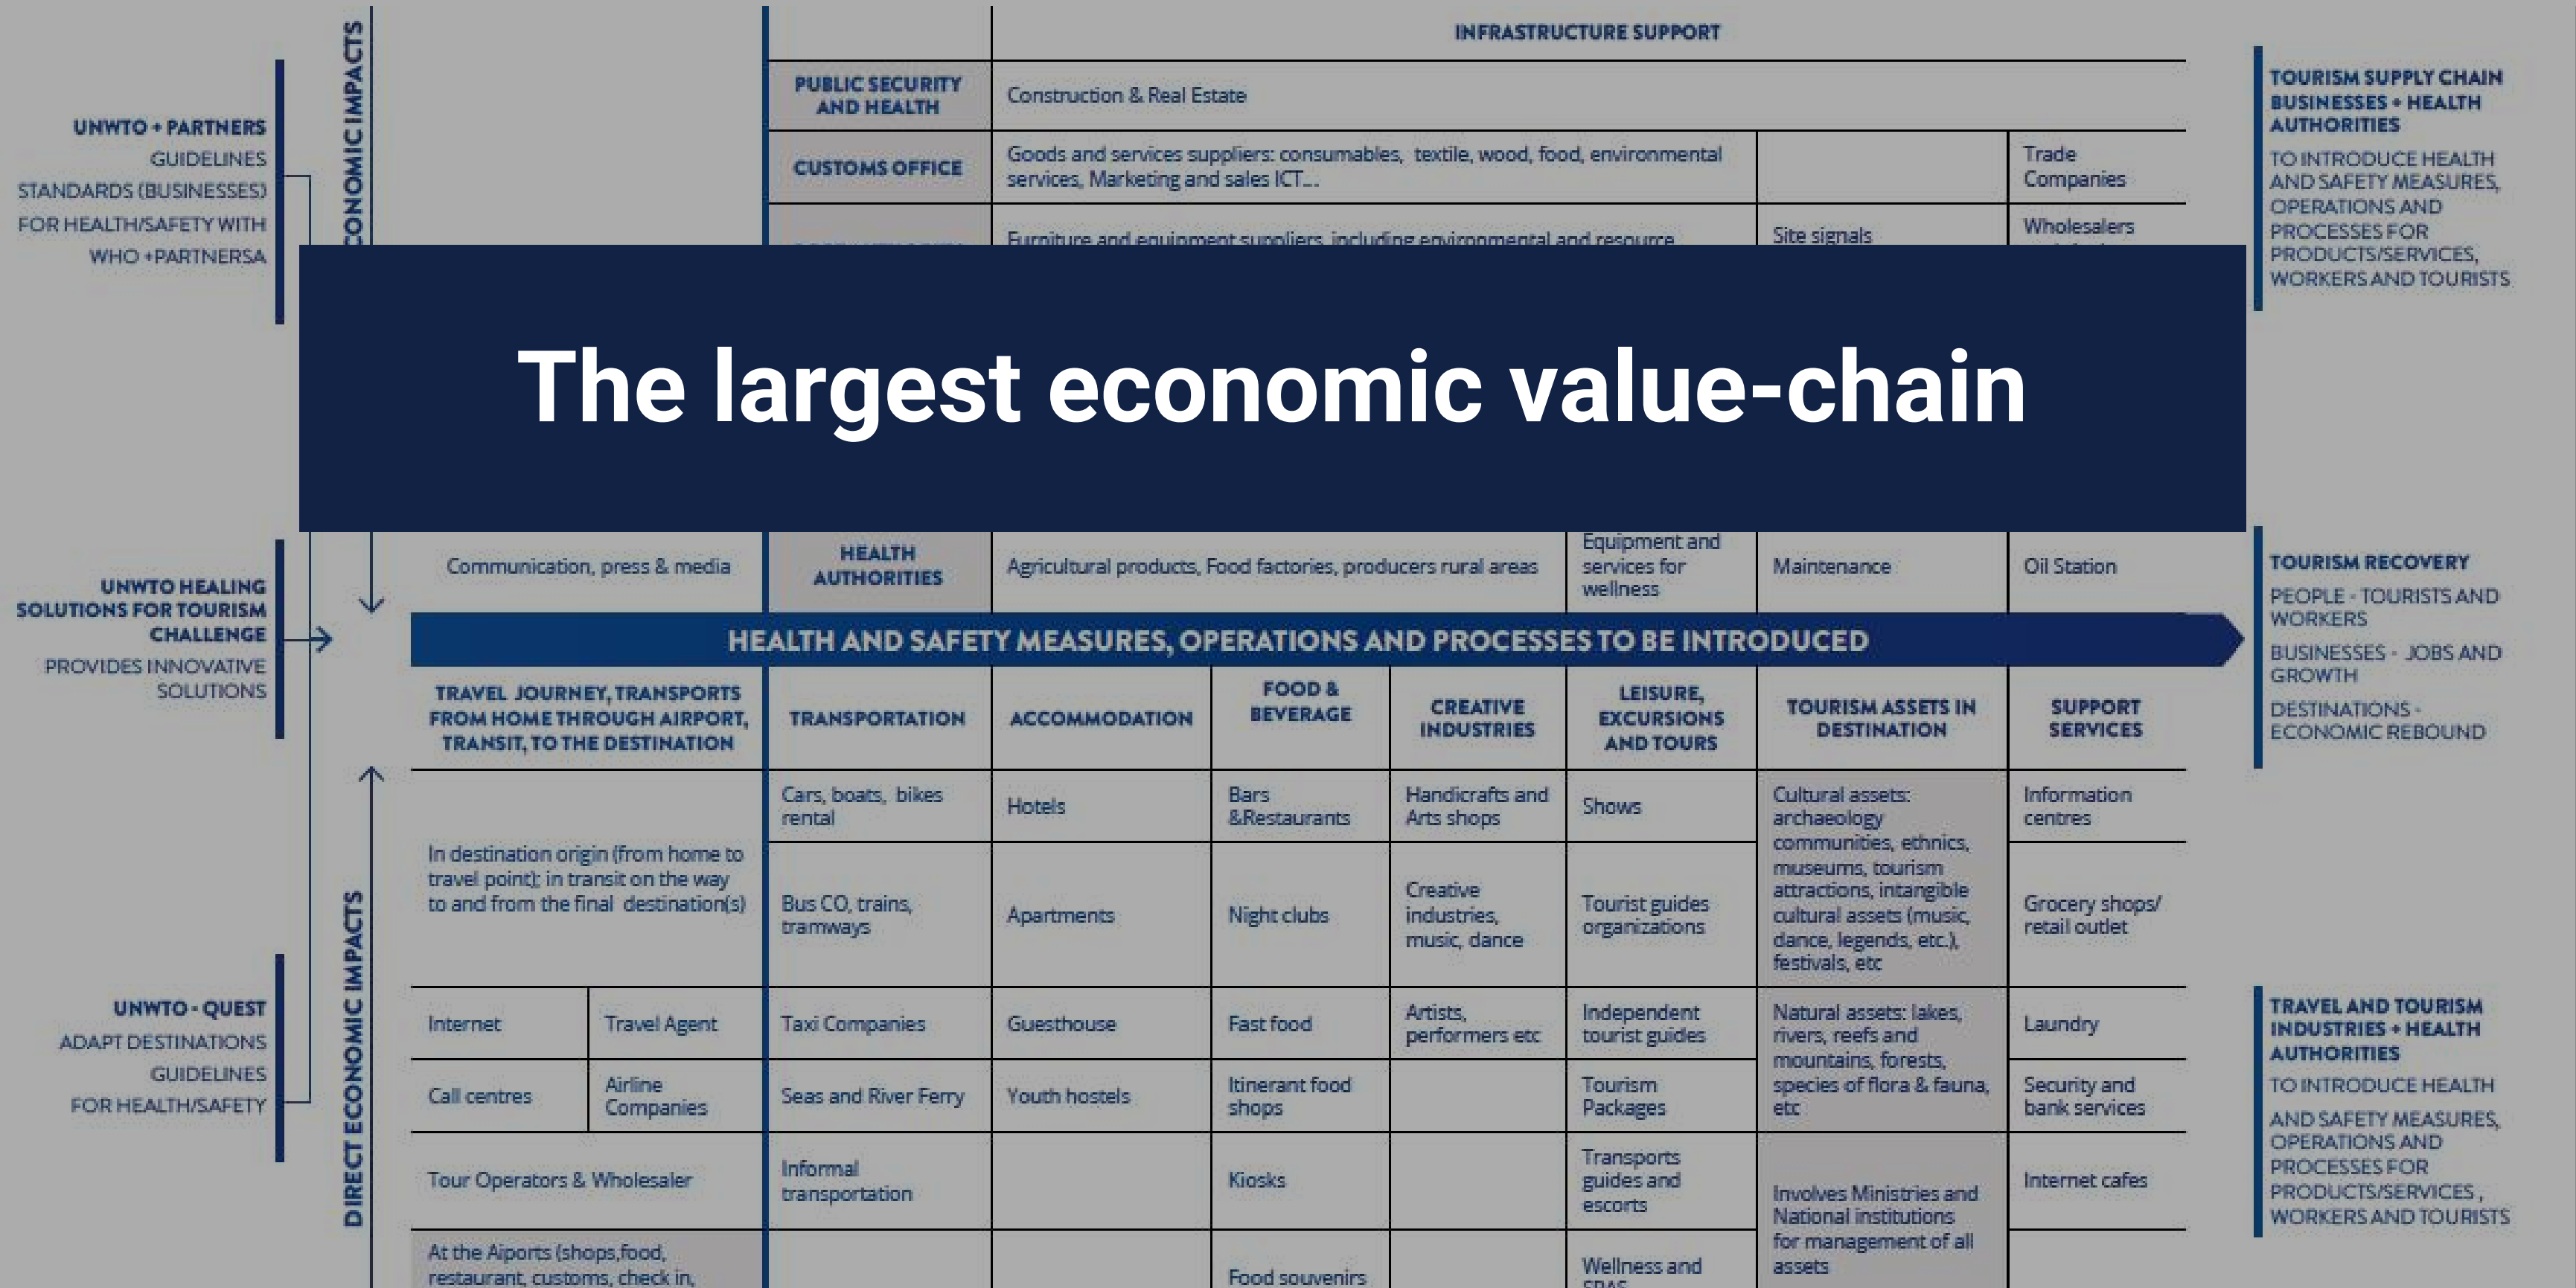 The largest economic value-chain
UNWTO + PARTNERS
GUIDELINES
STANDARDS (BUSINESSES)
FOR HEALTH/SAFETY WITH
WHO +PARTNERSA
UNWTO HEALING
SOLUTIONS FOR TOURISM
CHALLENGE
PROVIDES INNOVATIVE
SOLUTIONS
UNWTO - QUEST
ADAPT DESTINATIONS
GUIDELINES
FOR HEALTH/SAFETY
ECONOMIC IMPACTS
DIRECT ECONOMIC IMPACTS
INFRASTRUCTURE SUPPORT
PUBLIC SECURITY
AND HEALTH
Construction & Real Estate
CUSTOMS OFFICE
Goods and services suppliers: consumables, textile, wood, food, environmental
services, Marketing and sales ICT...
Trade
Companies
Furniture and equipment suppliers, including environmental and resource
Site signals
Wholesalers
Communication, press & media
HEALTH
AUTHORITIES
Agricultural products, Food factories, producers rural areas
Equipment and
services for
wellness
Maintenance
Oil Station
HEALTH AND SAFETY MEASURES, OPERATIONS AND PROCESSES TO BE INTRODUCED
TRAVEL JOURNEY, TRANSPORTS
FROM HOME THROUGH AIRPORT,
TRANSIT, TO THE DESTINATION
TRANSPORTATION
ACCOMMODATION
FOOD &
BEVERAGE
CREATIVE
INDUSTRIES
LEISURE,
EXCURSIONS
AND TOURS
TOURISM ASSETS IN
DESTINATION
SUPPORT
SERVICES
In destination origin (from home to
travel point); in transit on the way
to and from the final destination(s)
Cars, boats, bikes
rental
Hotels
Bars
&Restaurants
Handicrafts and
Arts shops
Shows
Cultural assets:
archaeology
communities, ethnics,
museums, tourism
attractions, intangible
cultural assets (music,
dance, legends, etc.),
festivals, etc
Information
centres
Bus CO, trains,
tramways
Apartments
Night clubs
Creative
industries,
music, dance
Tourist guides
organizations
Grocery shops/
retail outlet
Internet
Travel Agent
Taxi Companies
Guesthouse
Fast food
Artists,
performers etc
Independent
tourist guides
Natural assets: lakes,
rivers, reefs and
mountains, forests,
species of flora & fauna,
etc
Laundry
Call centres
Airline
Companies
Seas and River Ferry
Youth hostels
Itinerant food
shops
Tourism
Packages
Security and
bank services
Tour Operators & Wholesaler
Informal
transportation
Kiosks
Transports
guides and
escorts
Involves Ministries and
National institutions
for management of all
assets
Internet cafes
At the Aiports (shops,food,
restaurant, customs, check in,
Food souvenirs
Wellness and
SPAS
TOURISM SUPPLY CHAIN
BUSINESSES + HEALTH
AUTHORITIES
TO INTRODUCE HEALTH
AND SAFETY MEASURES,
OPERATIONS AND
PROCESSES FOR
PRODUCTS/SERVICES,
WORKERS AND TOURISTS
TOURISM RECOVERY
PEOPLE - TOURISTS AND
WORKERS
BUSINESSES - JOBS AND
GROWTH
DESTINATIONS -
ECONOMIC REBOUND
TRAVEL AND TOURISM
INDUSTRIES + HEALTH
AUTHORITIES
TO INTRODUCE HEALTH
AND SAFETY MEASURES,
OPERATIONS AND
PROCESSES FOR
PRODUCTS/SERVICES ,
WORKERS AND TOURISTS